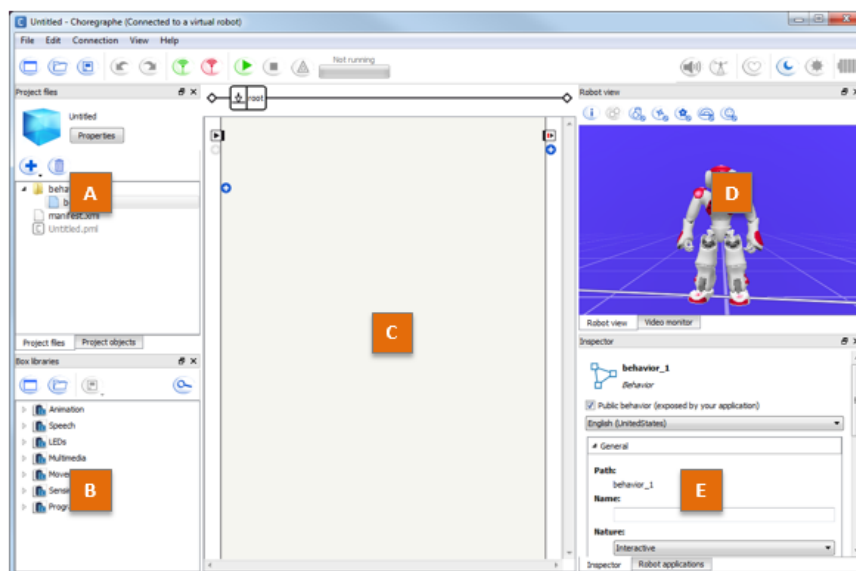 Untitled - Choregraphe (Connected to a virtual robot)
File Edit Connection View Help
Not running
Project files
Untitled
Properties
root
A
manifest.xml
Untitled.pml
Project files Project objects
Box libraries
Animation
Speech
LEDs
Multimedia
B
C
Robot view
D
Robot view Video monitor
Inspector
behavior_1
Behavior
Public behavior (exposed by your application)
English (UnitedStates)
General
Path:
behavior_1
Name:
E
Nature:
Interactive
Inspector Robot applications